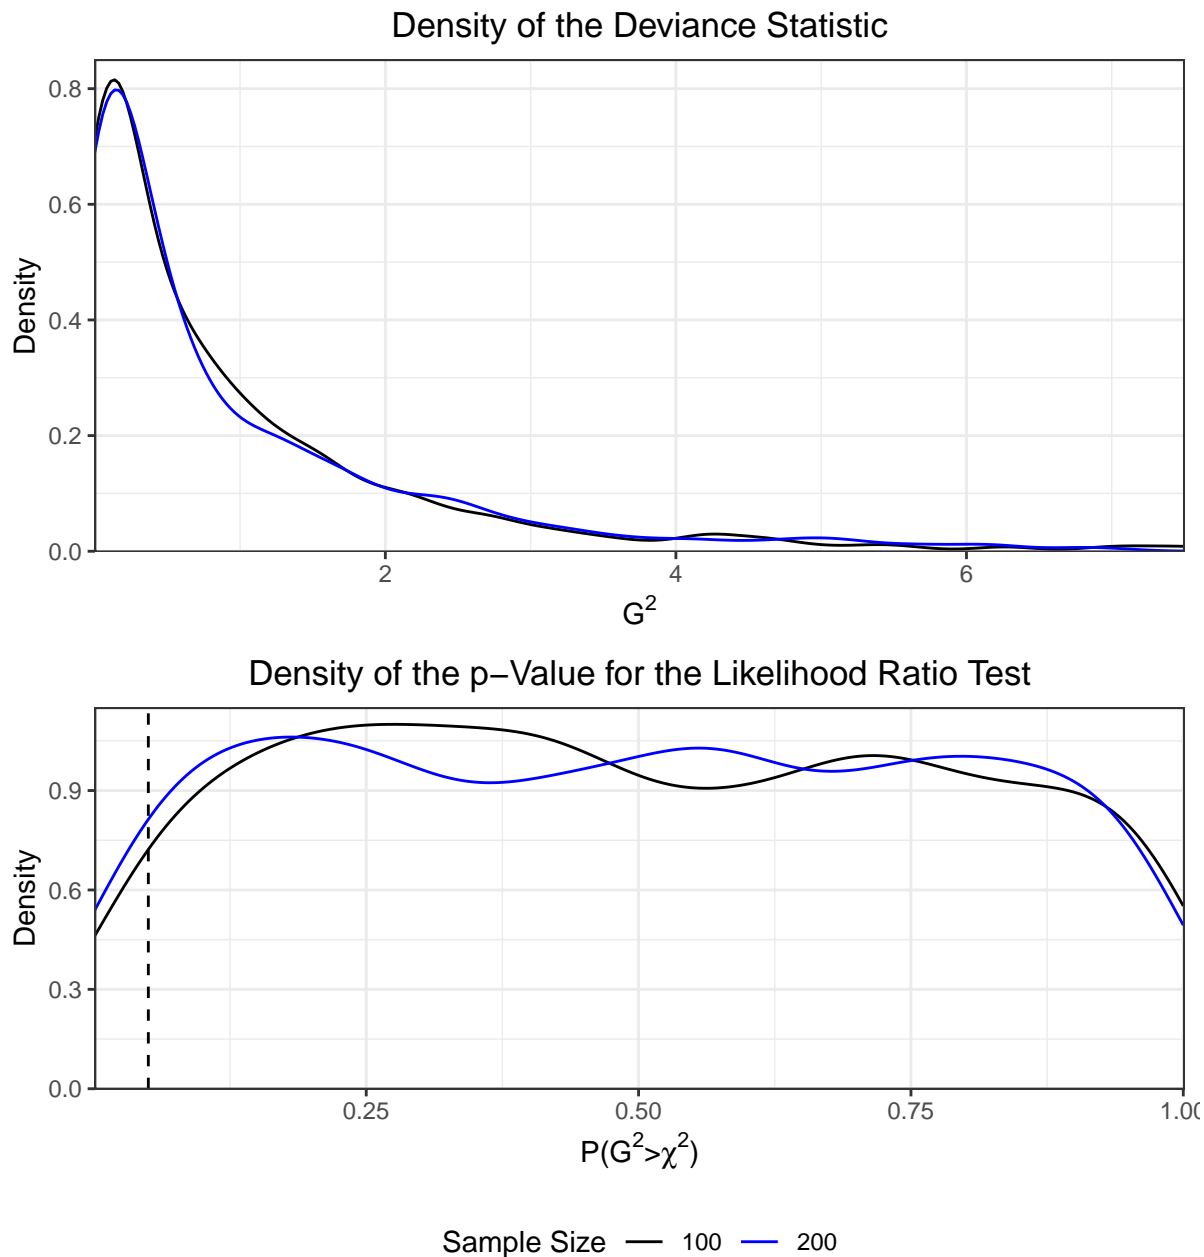 Density of the Deviance Statistic
Density
0.8
0.6
0.4
0.2
0.0
2 4 6
G²
Density of the p−Value for the Likelihood Ratio Test
Density
0.9
0.6
0.3
0.0
0.25 0.50 0.75 1.00
P(G²>χ²)
Sample Size 100 200